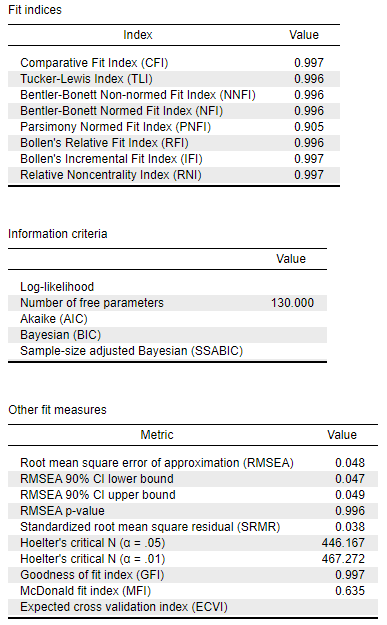 Fit indices
Index Value
Comparative Fit Index (CFI) 0.997
Tucker-Lewis Index (TLI) 0.996
Bentler-Bonett Non-normed Fit Index (NNFI) 0.996
Bentler-Bonett Normed Fit Index (NFI) 0.996
Parsimony Normed Fit Index (PNFI) 0.905
Bollen's Relative Fit Index (RFI) 0.996
Bollen's Incremental Fit Index (IFI) 0.997
Relative Noncentrality Index (RNI) 0.997
Information criteria
Value
Log-likelihood
Number of free parameters 130.000
Akaike (AIC)
Bayesian (BIC)
Sample-size adjusted Bayesian (SSABIC)
Other fit measures
Metric Value
Root mean square error of approximation (RMSEA) 0.048
RMSEA 90% CI lower bound 0.047
RMSEA 90% CI upper bound 0.049
RMSEA p-value 0.996
Standardized root mean square residual (SRMR) 0.038
Hoelter's critical N (α = .05) 446.167
Hoelter's critical N (α = .01) 467.272
Goodness of fit index (GFI) 0.997
McDonald fit index (MFI) 0.635
Expected cross validation index (ECVI)